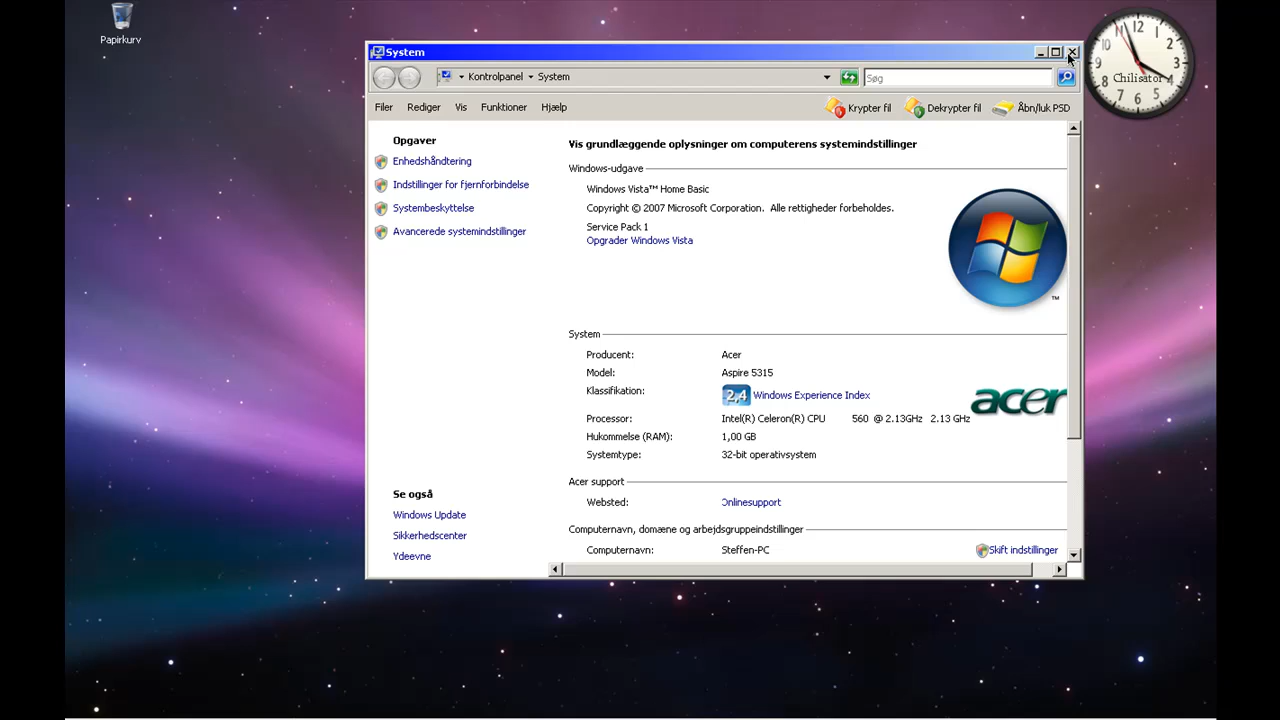 Papirkurv
System
Kontrolpanel System
Søg
Filer Rediger Vis Funktioner Hjælp
Krypter fil Dekrypter fil Åbn/luk PSD
Opgaver
Enhedshåndtering
Indstillinger for fjernforbindelse
Systembeskyttelse
Avancerede systemindstillinger
Se også
Windows Update
Sikkerhedscenter
Ydeevne
Vis grundlæggende oplysninger om computerens systemindstillinger
Windows-udgave
Windows Vista™ Home Basic
Copyright © 2007 Microsoft Corporation. Alle rettigheder forbeholdes.
Service Pack 1
Opgrader Windows Vista
TM
System
Producent: Acer
Model: Aspire 5315
Klassifikation: 2,4 Windows Experience Index
acer
Processor: Intel(R) Celeron(R) CPU 560 @ 2.13GHz 2.13 GHz
Hukommelse (RAM): 1,00 GB
Systemtype: 32-bit operativsystem
Acer support
Websted: Onlinesupport
Computernavn, domæne og arbejdsgruppeindstillinger
Computernavn: Steffen-PC Skift indstillinger
12
1
2
3
4
5
6
7
8
9
10
11
Chilisator